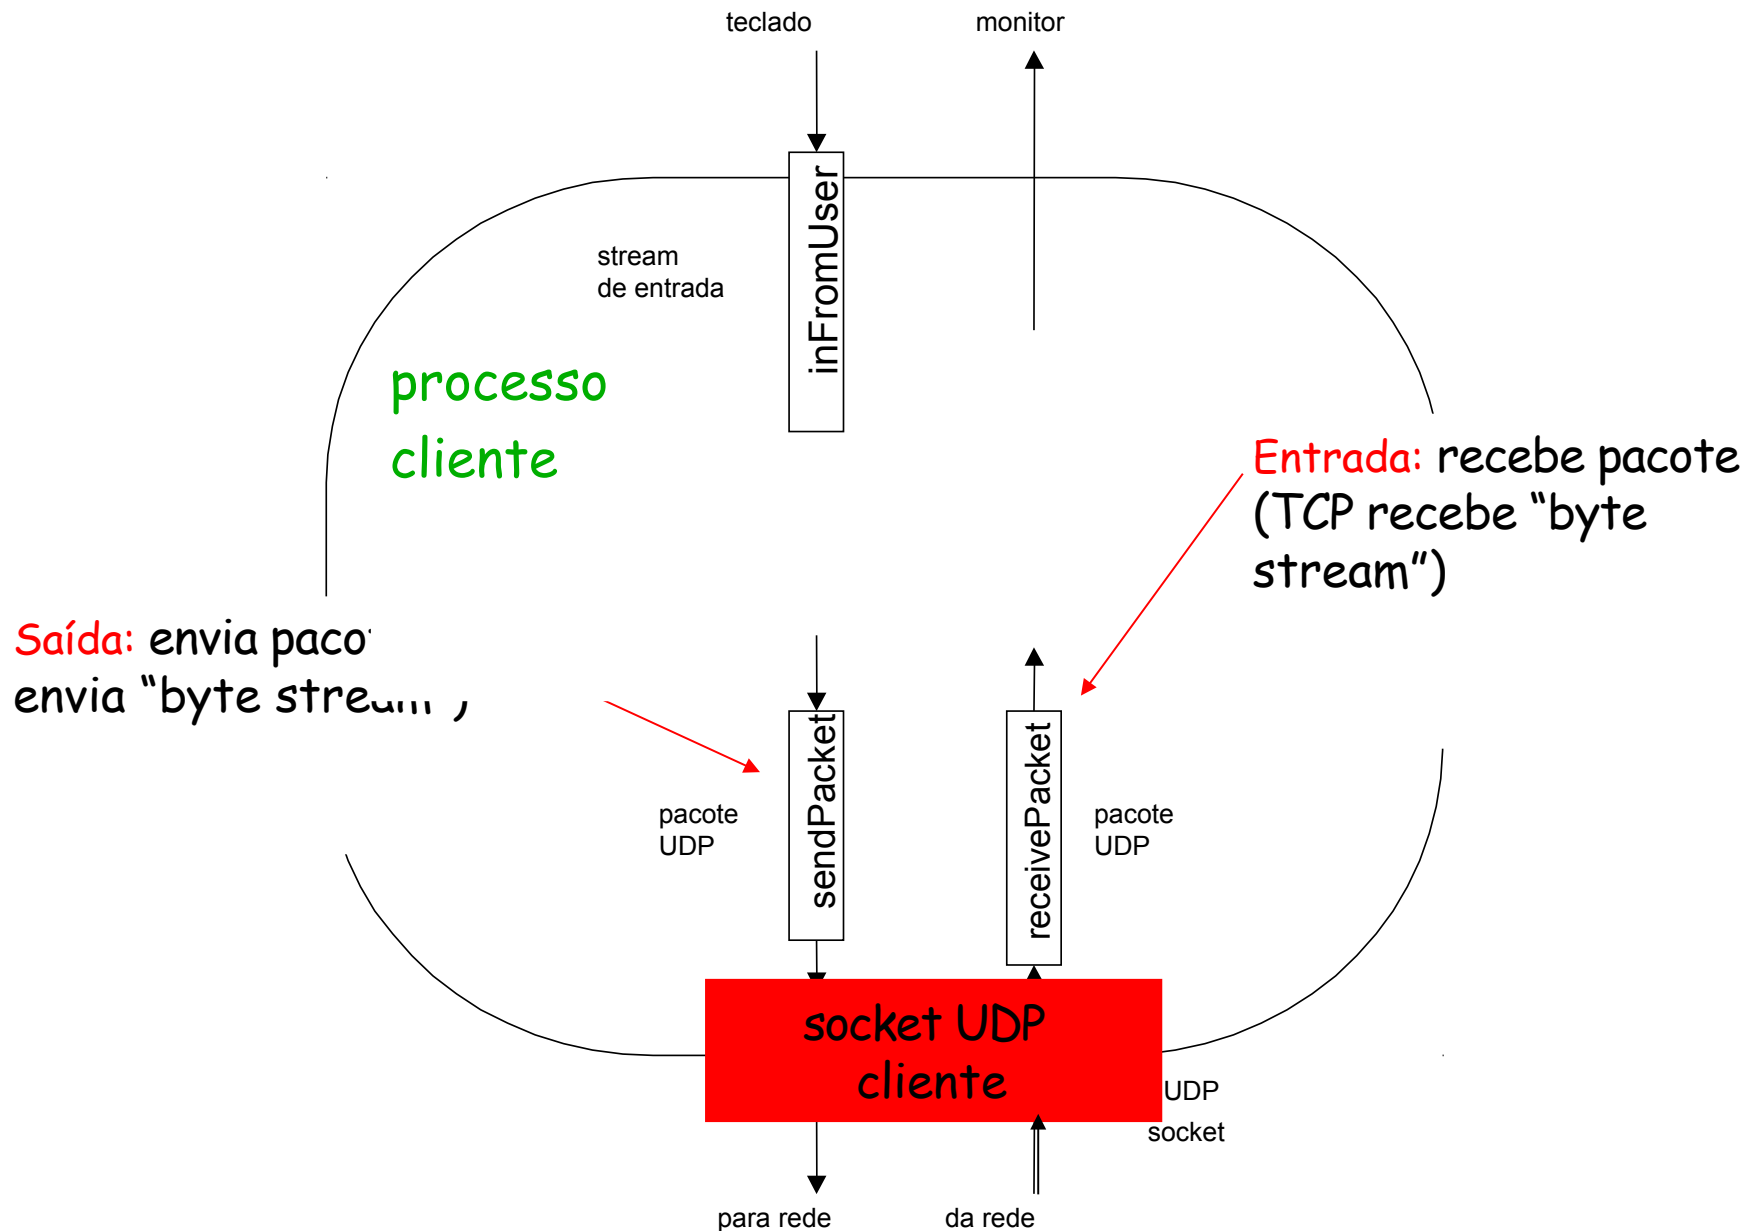 teclado
monitor
inFromUser
stream
de entrada
processo
cliente
Entrada: recebe pacote
(TCP recebe “byte
stream”)
Saída: envia
envia “byte
sendPacket
receivePacket
pacote
UDP
pacote
UDP
socket UDP
cliente
UDP
socket
para rede
da rede